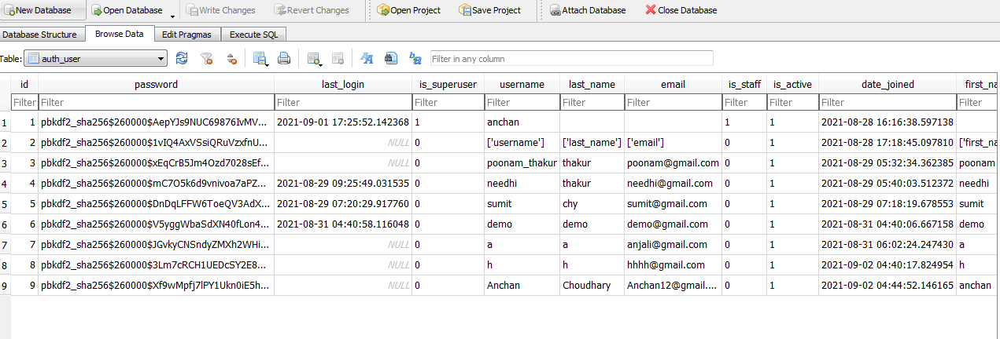 New Database Open Database Write Changes Revert Changes Open Project Save Project Attach Database Close Database
Database Structure Browse Data Edit Pragmas Execute SQL
Table: auth_user Filter in any column
id password last_login is_superuser username last_name email is_staff is_active date_joined first_na
Filter Filter Filter Filter Filter Filter Filter Filter Filter Filter Filter
1 1 pbkdf2_sha256$260000$AepYJs9NUC69876IvMV... 2021-09-01 17:25:52.142368 1 anchan 1 1 2021-08-28 16:16:38.597138
2 2 pbkdf2_sha256$260000$1vIQ4AxVSsiQRuVzxfnU... NULL 0 ['username'] ['last_name'] ['email'] 0 1 2021-08-28 17:18:45.097810 ['first_n
3 3 pbkdf2_sha256$260000$xEqCrB5Jm4Ozd7028sEf... NULL 0 poonam_thakur thakur poonam@gmail.com 0 1 2021-08-29 05:32:34.362385 poonam
4 4 pbkdf2_sha256$260000$mC7O5k6d9vnivoa7aPZ... 2021-08-29 09:25:49.031535 0 needhi thakur needhi@gmail.com 0 1 2021-08-29 05:40:03.512372 needhi
5 5 pbkdf2_sha256$260000$DnDqLFFW6ToeQV3AdX... 2021-08-29 07:20:29.917760 0 sumit chy sumit@gmail.com 0 1 2021-08-29 07:18:19.678553 sumit
6 6 pbkdf2_sha256$260000$V5yggWbaSdXN40fLon4... 2021-08-31 04:40:58.116048 0 demo demo demo@gmail.com 0 1 2021-08-31 04:40:06.667158 demo
7 7 pbkdf2_sha256$260000$JGvkyCNSndyZMXh2WHi... NULL 0 a a anjali@gmail.com 0 1 2021-08-31 06:02:24.247430 a
8 8 pbkdf2_sha256$260000$3Lm7cRCH1UEDcSY2E8... NULL 0 h h hhhh@gmail.com 0 1 2021-09-02 04:40:17.824954 h
9 9 pbkdf2_sha256$260000$Xf9wMpfj7lPY1Ukn0iE5h... NULL 0 Anchan Choudhary Anchan12@gmail.... 0 1 2021-09-02 04:44:52.146165 anchan